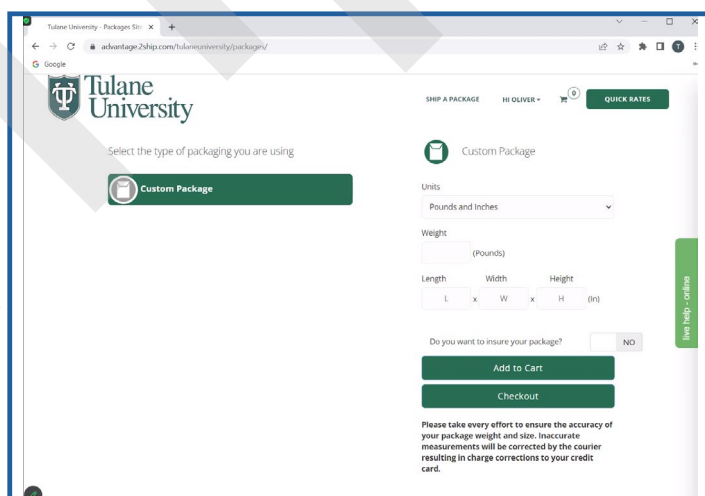 Tulane University - Packages Site
advantage.2ship.com/tulaneuniversity/packages/
T
G Google
Tulane
University
SHIP A PACKAGE
HI OLIVER
0
QUICK RATES
Select the type of packaging you are using
Custom Package
Custom Package
Units
Pounds and Inches
Weight
(Pounds)
Length Width Height
L x W x H (In)
Do you want to insure your package? NO
Add to Cart
Checkout
Please take every effort to ensure the accuracy of
your package weight and size. Inaccurate
measurements will be corrected by the courier
resulting in charge corrections to your credit
card.
live help - online